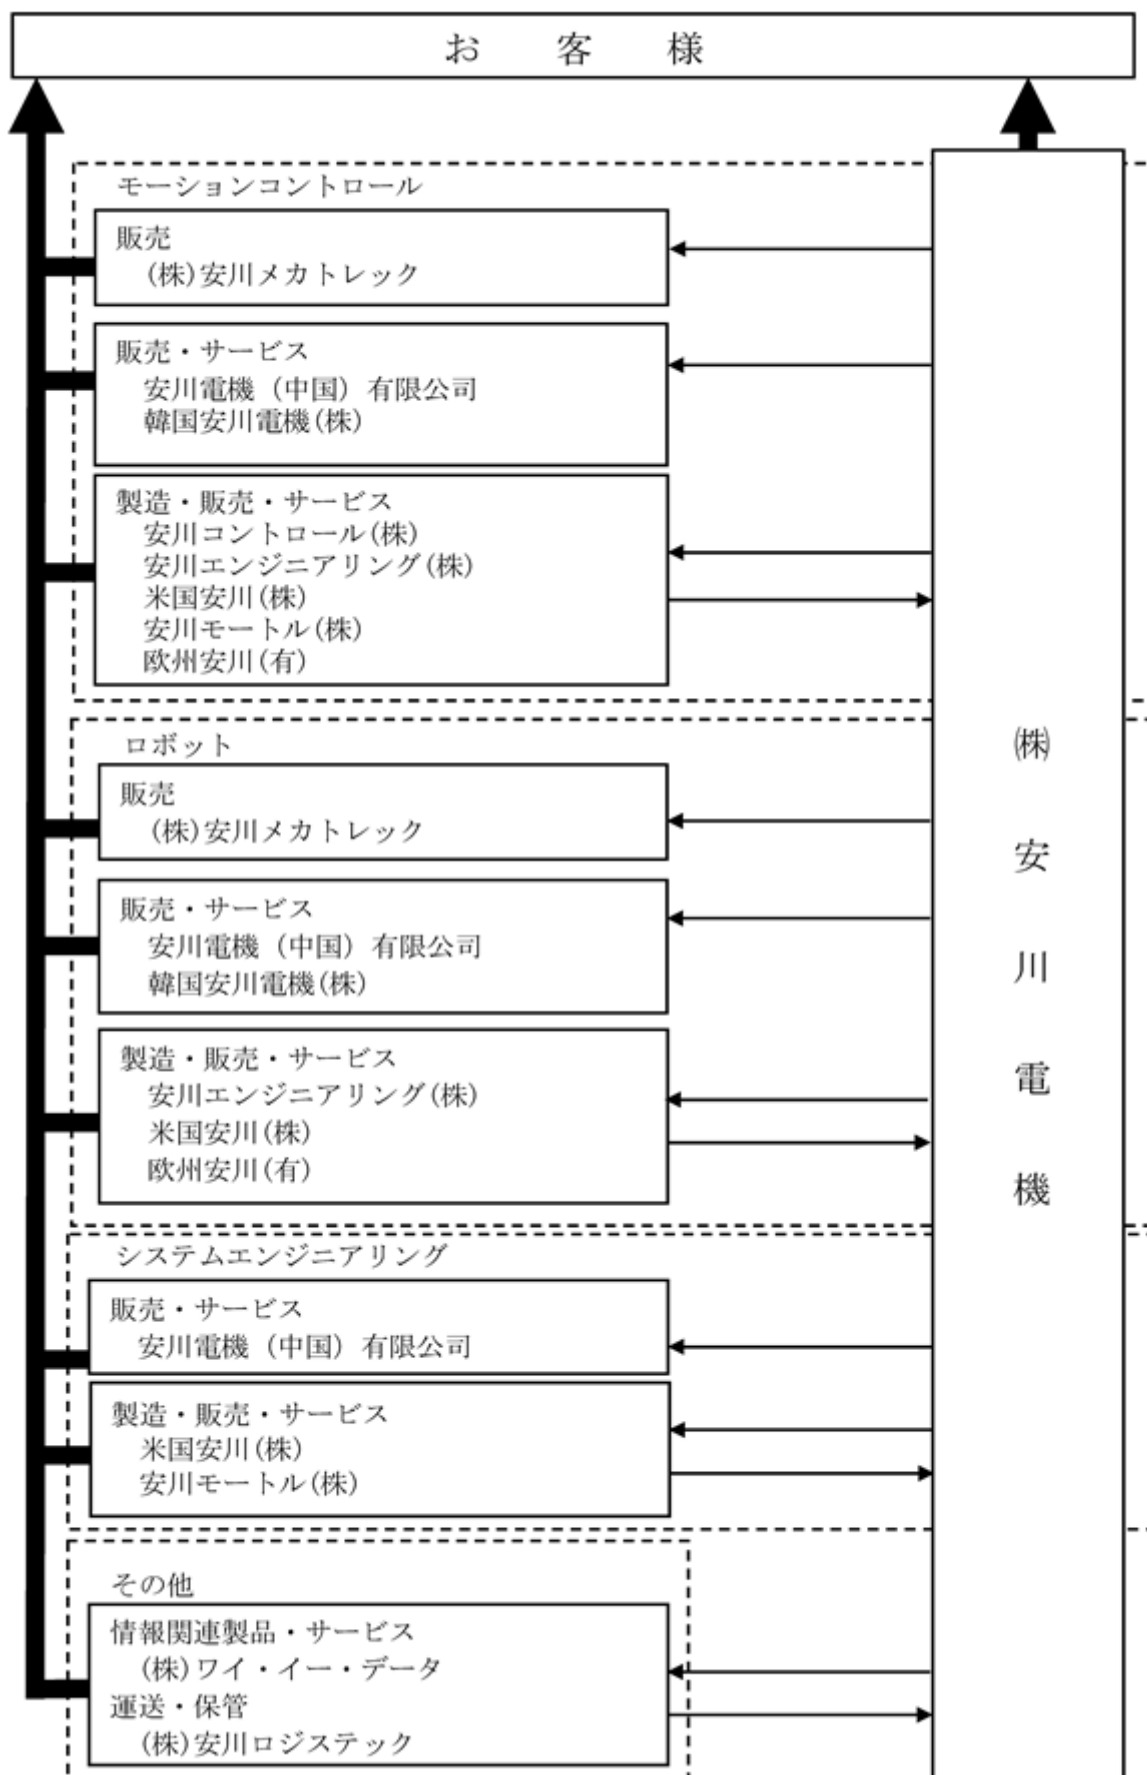 お客様
モーションコントロール
販売
(株)安川メカトレック
販売・サービス
安川電機（中国）有限公司
韓国安川電機(株)
製造・販売・サービス
安川コントロール(株)
安川エンジニアリング(株)
米国安川(株)
安川モートル(株)
欧州安川(有)
ロボット
販売
(株)安川メカトレック
販売・サービス
安川電機（中国）有限公司
韓国安川電機(株)
製造・販売・サービス
安川エンジニアリング(株)
米国安川(株)
欧州安川(有)
システムエンジニアリング
販売・サービス
安川電機（中国）有限公司
製造・販売・サービス
米国安川(株)
安川モートル(株)
その他
情報関連製品・サービス
(株)ワイ・イー・データ
運送・保管
(株)安川ロジステック
㈱安川電機